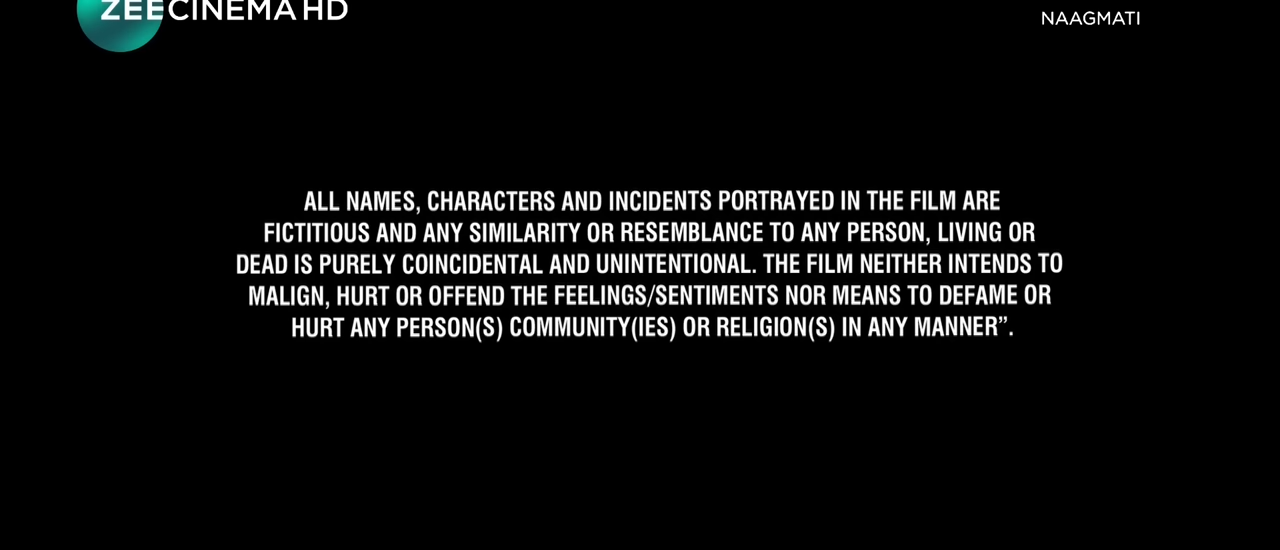 ZEECINEMA HD
NAAGMATI
ALL NAMES, CHARACTERS AND INCIDENTS PORTRAYED IN THE FILM ARE
FICTITIOUS AND ANY SIMILARITY OR RESEMBLANCE TO ANY PERSON, LIVING OR
DEAD IS PURELY COINCIDENTAL AND UNINTENTIONAL. THE FILM NEITHER INTENDS TO
MALIGN, HURT OR OFFEND THE FEELINGS/SENTIMENTS NOR MEANS TO DEFAME OR
HURT ANY PERSON(S) COMMUNITY(IES) OR RELIGION(S) IN ANY MANNER”.